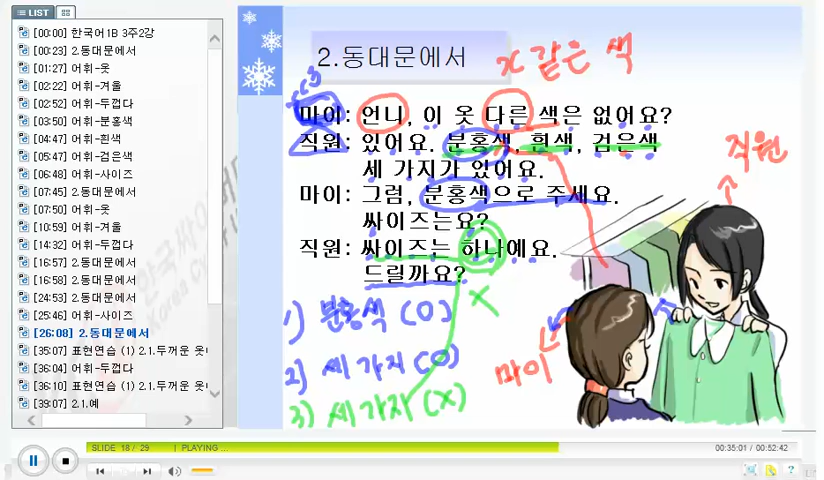 LIST
[00:00] 한국어1B 3주2강
[00:23] 2.동대문에서
[01:27] 어휘-옷
[02:22] 어휘-겨울
[02:52] 어휘-두껍다
[03:50] 어휘-분홍색
[04:47] 어휘-흰색
[05:47] 어휘-검은색
[06:48] 어휘-사이즈
[07:45] 2.동대문에서
[07:50] 어휘-옷
[10:59] 어휘-겨울
[14:32] 어휘-두껍다
[16:57] 2.동대문에서
[16:58] 2.동대문에서
[24:53] 2.동대문에서
[25:46] 어휘-사이즈
[26:08] 2.동대문에서
[35:07] 표현연습 (1) 2.1.두꺼운 옷
[36:04] 어휘-두껍다
[36:10] 표현연습 (1) 2.1.두꺼운 옷
[39:07] 2.1.예
2.동대문에서
x 같은 색
마이: 언니, 이 옷 다른 색은 없어요?
직원: 있어요. 분홍색, 흰색, 검은색
세 가지가 있어요.
마이: 그럼, 분홍색으로 주세요.
싸이즈는요?
직원: 싸이즈는 하나예요.
드릴까요?
직원
마이
x
1) 분홍색 (O)
2) 세 가지 (O)
3) 세 가지 (X)
SLIDE 18 / 29 | PLAYING ...
00:35:01 / 00:52:42